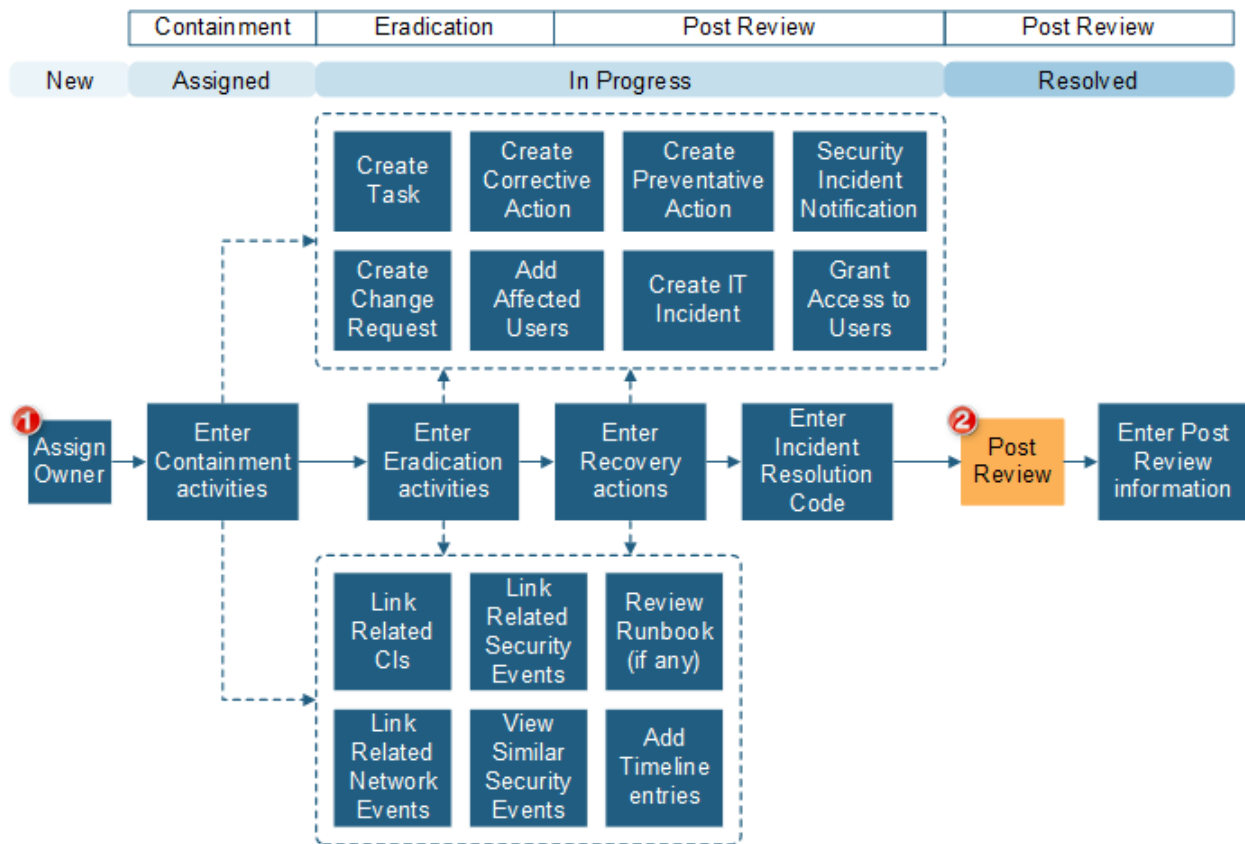 Containment
Eradication
Post Review
Post Review
New
Assigned
In Progress
Resolved
Create
Task
Create
Corrective
Action
Create
Preventative
Action
Security
Incident
Notification
Create
Change
Request
Add
Affected
Users
Create IT
Incident
Grant
Access to
Users
1
Assign
Owner
Enter
Containment
activities
Enter
Eradication
activities
Enter
Recovery
actions
Enter
Incident
Resolution
Code
2
Post
Review
Enter Post
Review
information
Link
Related
CIs
Link
Related
Security
Events
Review
Runbook
(if any)
Link
Related
Network
Events
View
Similar
Security
Events
Add
Timeline
entries